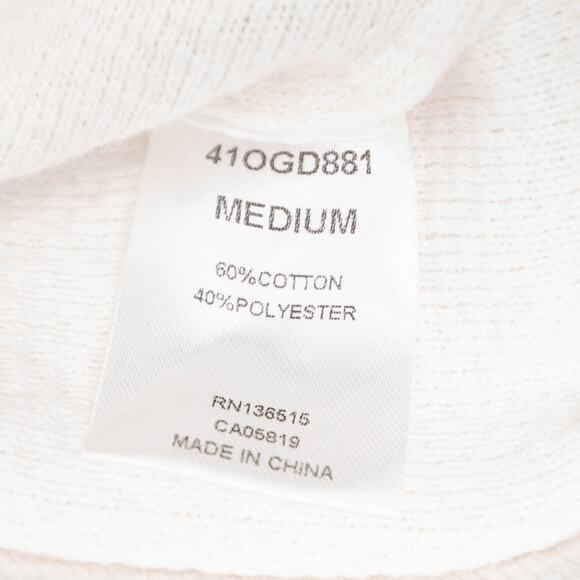 41OGD881
MEDIUM
60%COTTON
40%POLYESTER
RN136515
CA05819
MADE IN CHINA